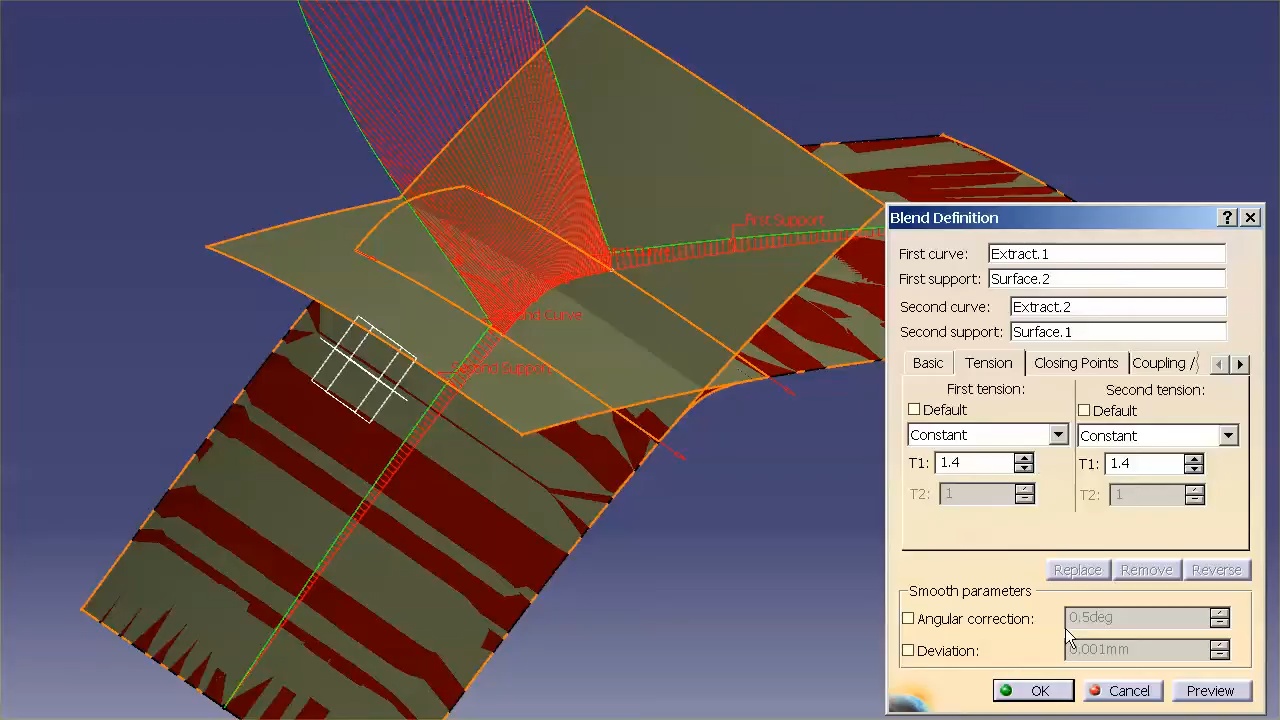 First Support
Second Curve
Second Support
Blend Definition
?
First curve: Extract.1
First support: Surface.2
Second curve: Extract.2
Second support: Surface.1
Basic Tension Closing Points Coupling /
First tension: Second tension:
Default Default
Constant Constant
T1: 1.4 T1: 1.4
T2: 1 T2: 1
Replace Remove Reverse
Smooth parameters
Angular correction: 0,5deg
Deviation: 0,001mm
OK Cancel Preview